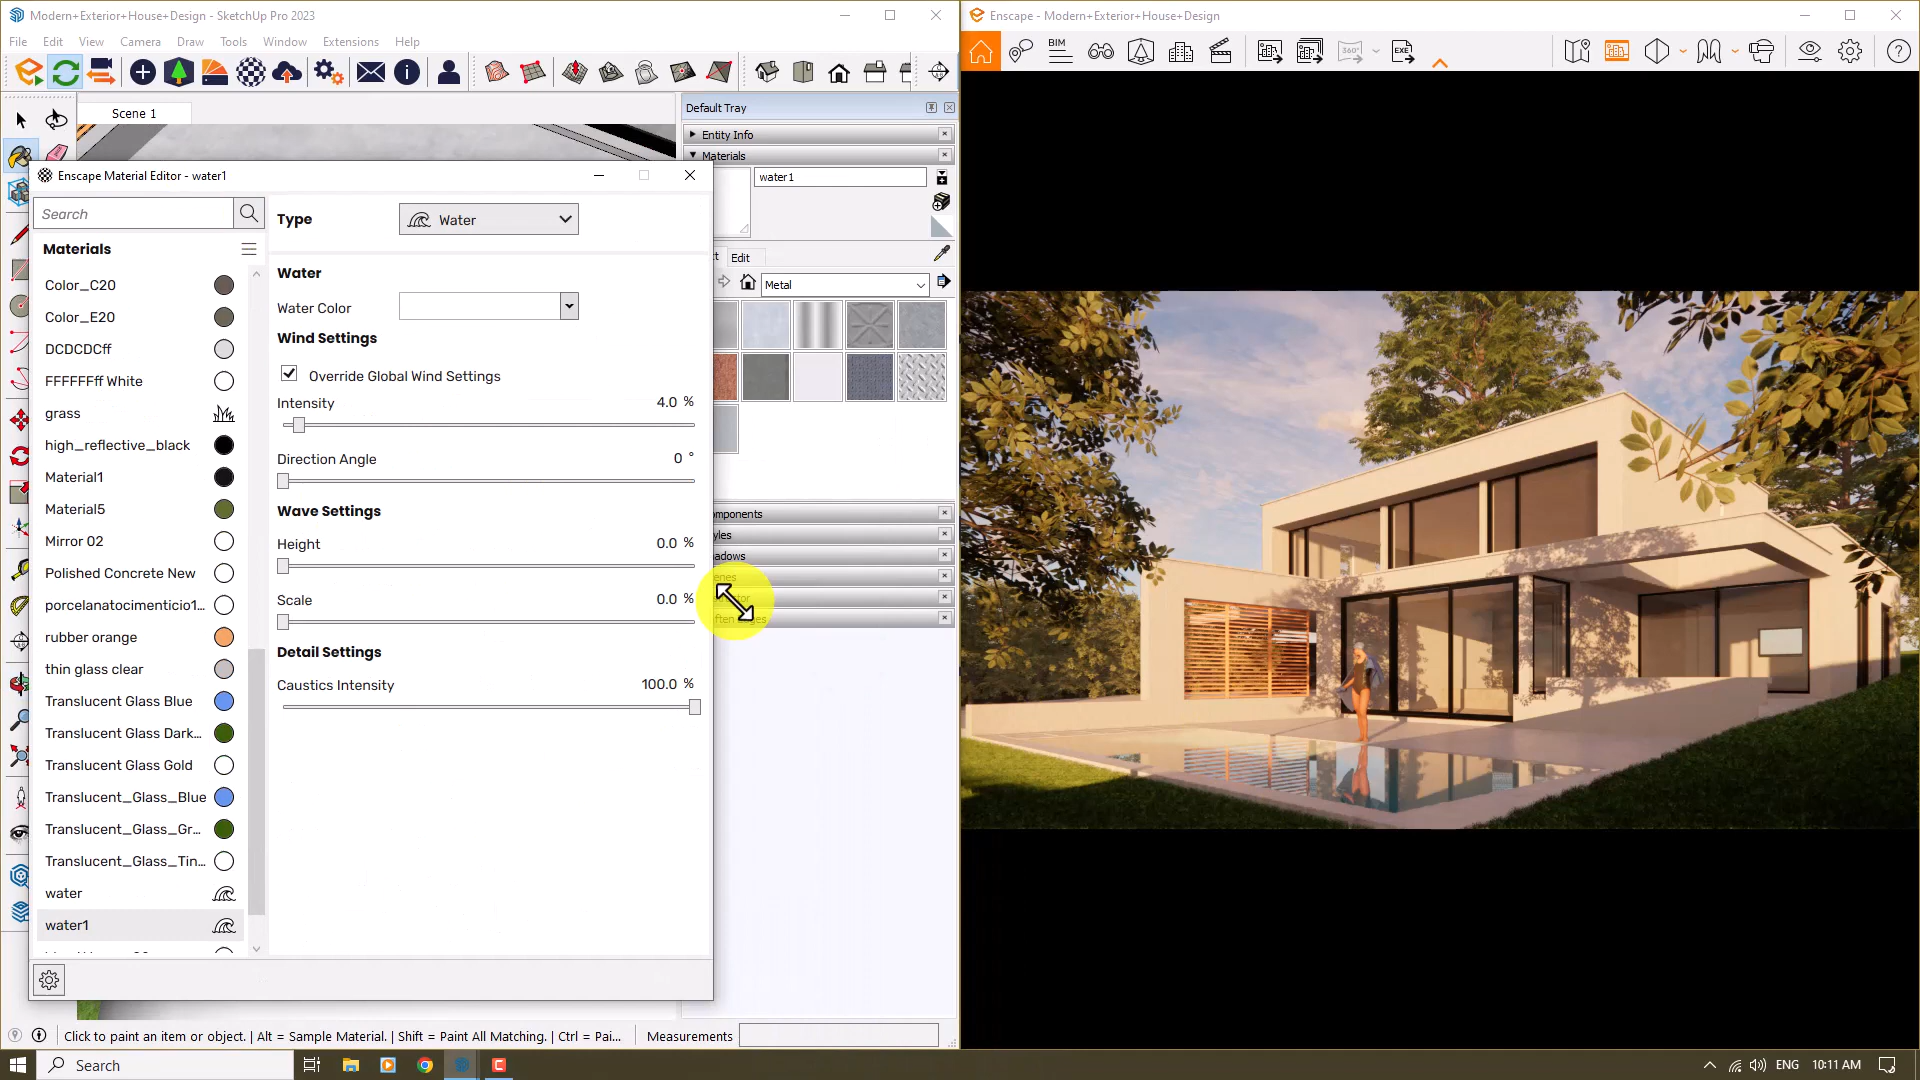 Modern+Exterior+House+Design - SketchUp Pro 2023
File Edit View Camera Draw Tools Window Extensions Help
Scene 1
Default Tray
Entity Info
Materials
water1
Edit
Metal
Enscape Material Editor - water1
Search
Materials
Color_C20
Color_E20
DCDCDCff
FFFFFFff White
grass
high_reflective_black
Material1
Material5
Mirror 02
Polished Concrete New
porcelanatocimenticio1...
rubber orange
thin glass clear
Translucent Glass Blue
Translucent Glass Dark...
Translucent Glass Gold
Translucent_Glass_Blue
Translucent_Glass_Gr...
Translucent_Glass_Tin...
water
water1
Type
Water
Water
Water Color
Wind Settings
Override Global Wind Settings
Intensity 4.0 %
Direction Angle 0 °
Wave Settings
Height 0.0 %
Scale 0.0 %
Detail Settings
Caustics Intensity 100.0 %
Click to paint an item or object. | Alt = Sample Material. | Shift = Paint All Matching. | Ctrl = Pai...
Measurements
Enscape - Modern+Exterior+House+Design
BIM
360°
EXE
Search
ENG
10:11 AM